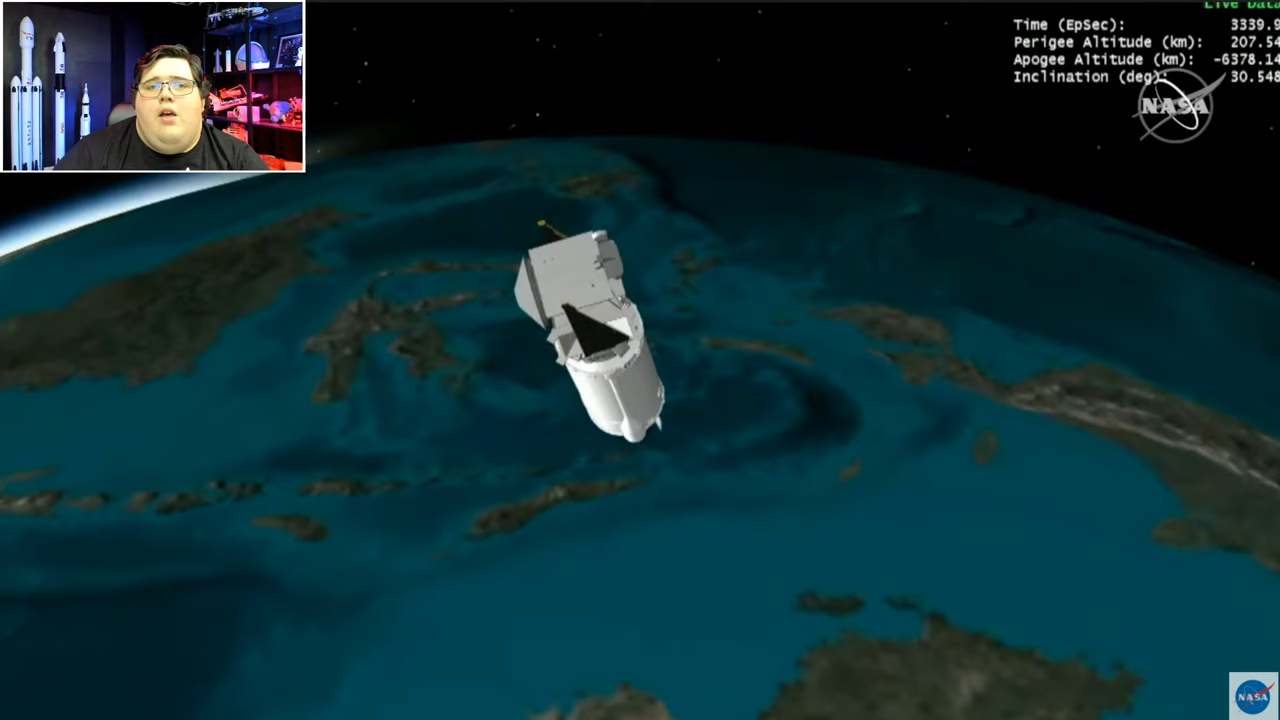 Live Data
Time (EpSec): 3339.9
Perigee Altitude (km): 207.54
Apogee Altitude (km): -6378.14
Inclination (deg): 30.548
NASA
NASA